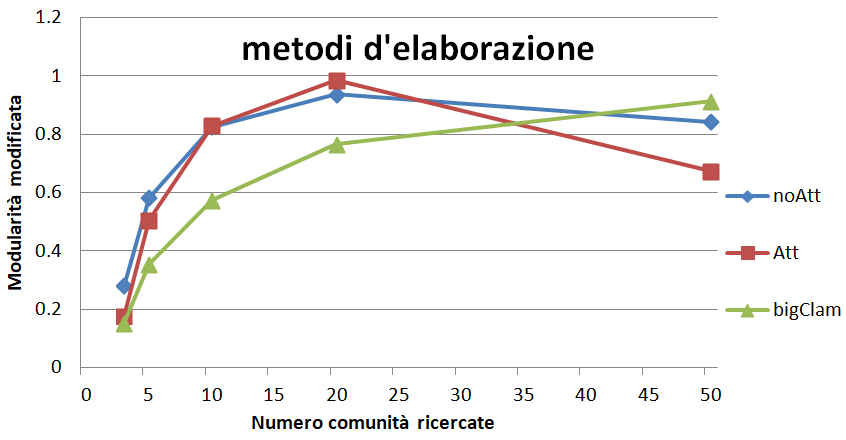 metodi d'elaborazione
1.2
1
0.8
0.6
0.4
0.2
0
Modularità modificata
0 5 10 15 20 25 30 35 40 45 50
Numero comunità ricercate
noAtt
Att
bigClam